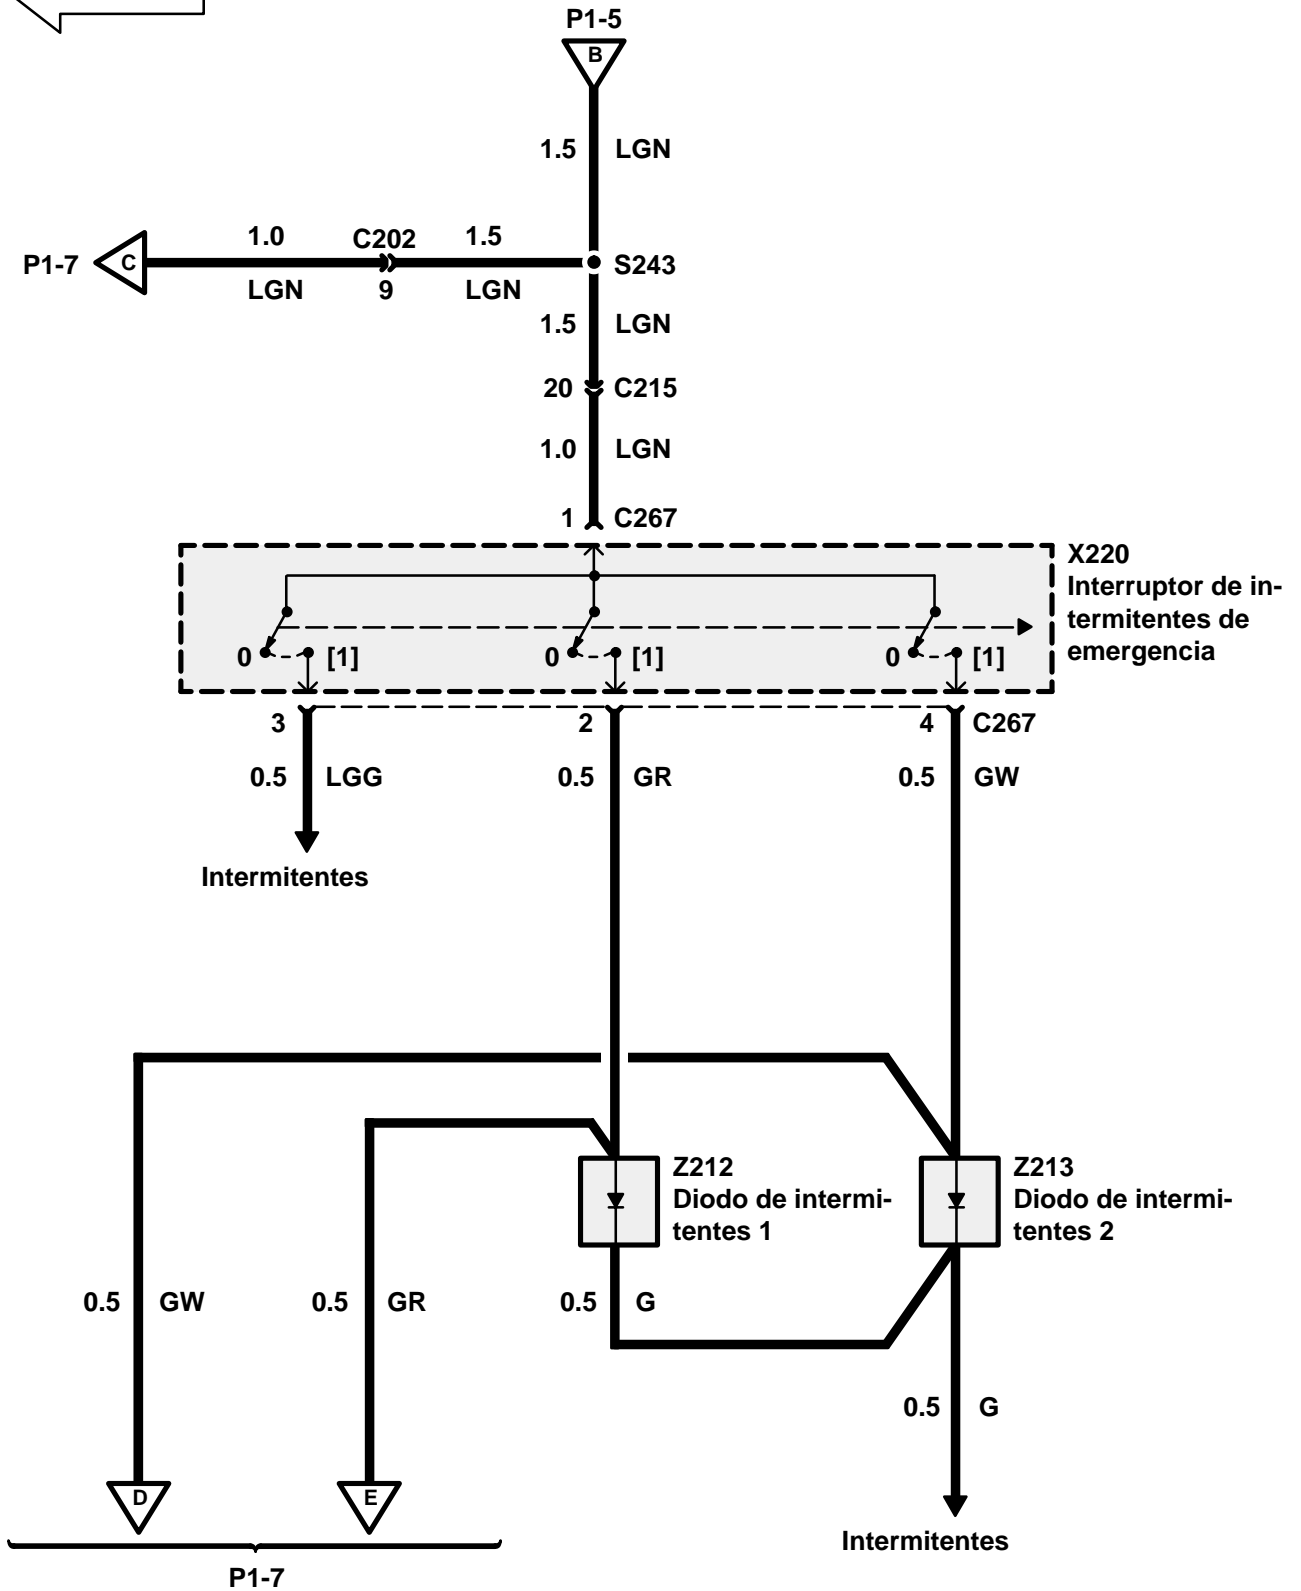 P1-5
B
1.5 LGN
1.0 C202 1.5
P1-7 C S243
LGN 9 LGN
1.5 LGN
20 C215
1.0 LGN
1 C267
X220
Interruptor de in-
termitentes de
emergencia
0 [1] 0 [1] 0 [1]
3 2 4 C267
0.5 LGG 0.5 GR 0.5 GW
Intermitentes
Z212
Diodo de intermi-
tentes 1
Z213
Diodo de intermi-
tentes 2
0.5 GW 0.5 GR 0.5 G
0.5 G
D E
Intermitentes
P1-7